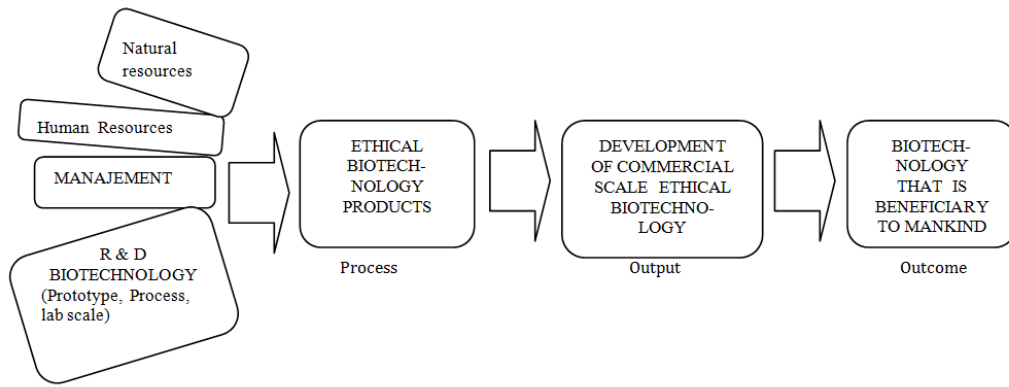 Natural
resources
Human Resources
MANAJEMENT
R & D
BIOTECHNOLOGY
(Prototype, Process,
lab scale)
ETHICAL
BIOTECH-
NOLOGY
PRODUCTS
Process
DEVELOPMENT
OF COMMERCIAL
SCALE ETHICAL
BIOTECHNO-
LOGY
Output
BIOTECH-
NOLOGY
THAT IS
BENEFICIARY
TO MANKIND
Outcome